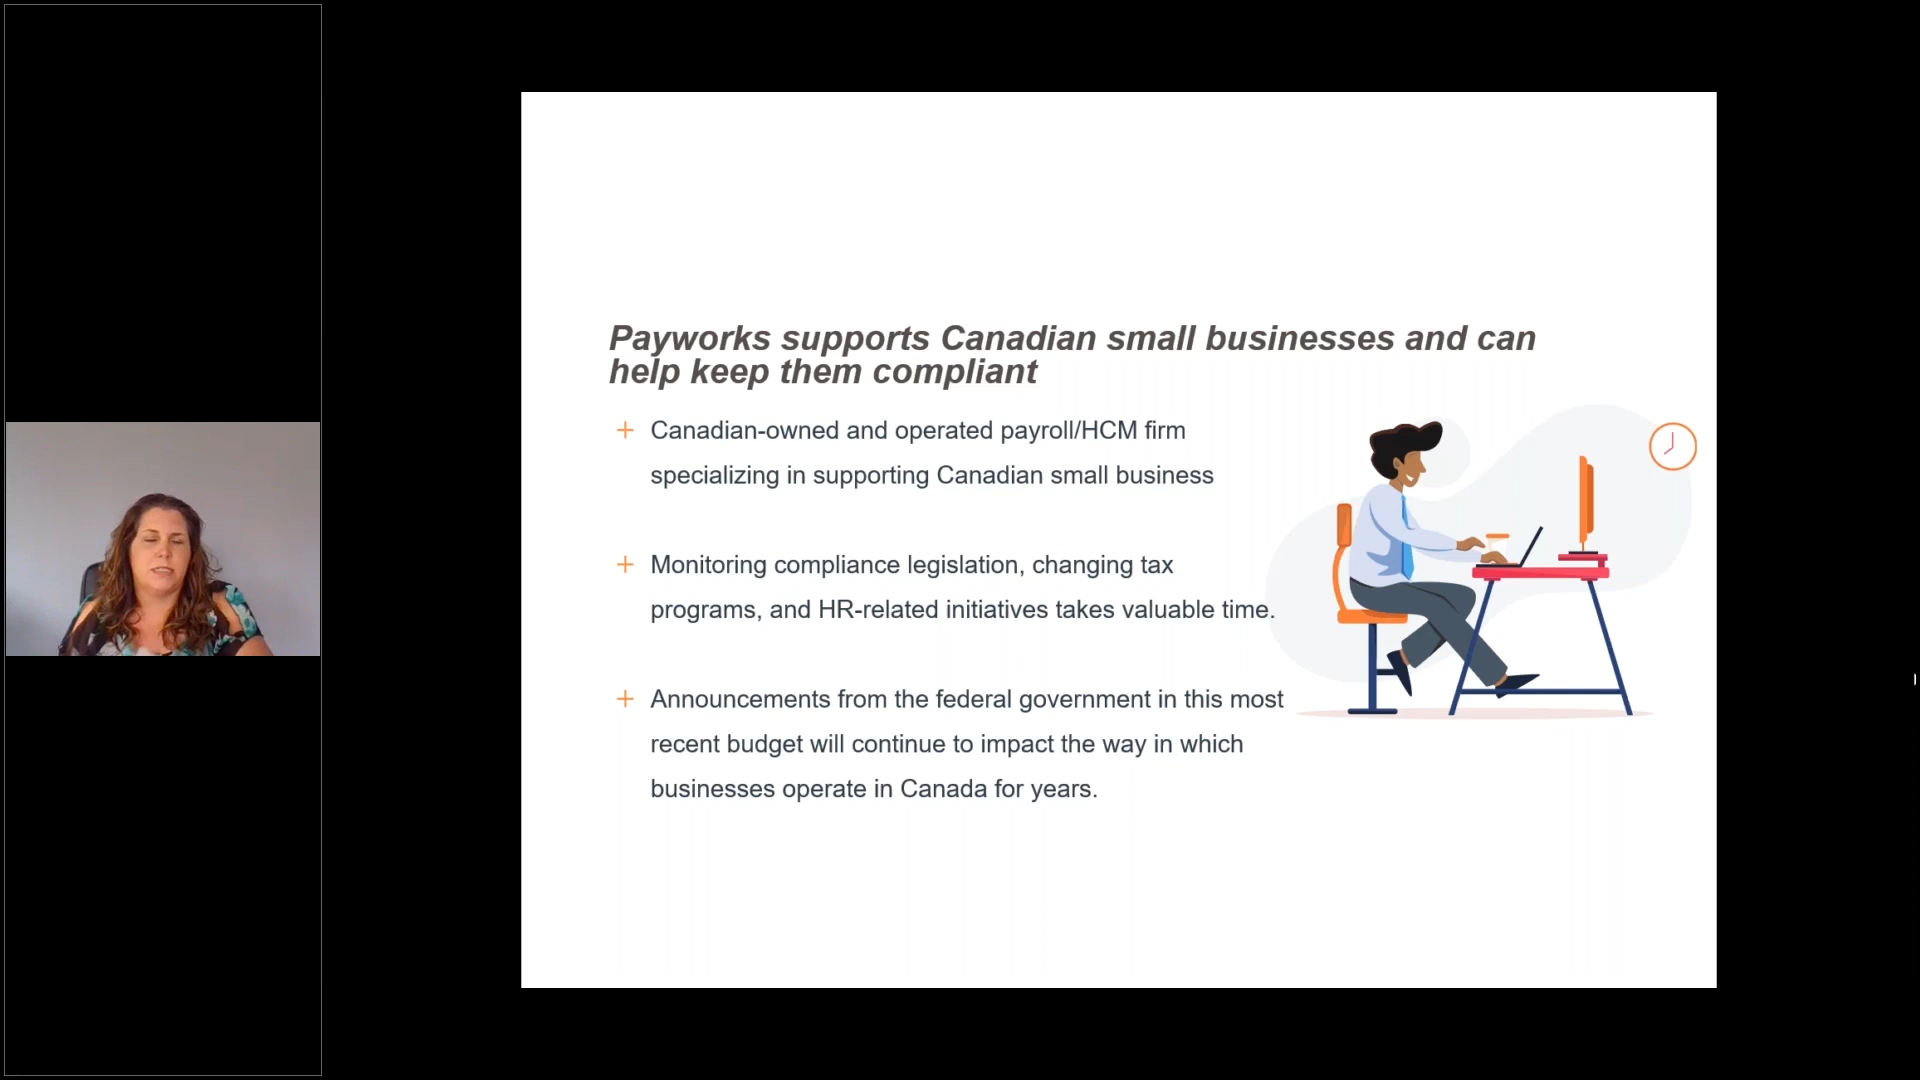 Payworks supports Canadian small businesses and can
help keep them compliant
+ Canadian-owned and operated payroll/HCM firm
specializing in supporting Canadian small business
+ Monitoring compliance legislation, changing tax
programs, and HR-related initiatives takes valuable time.
+ Announcements from the federal government in this most
recent budget will continue to impact the way in which
businesses operate in Canada for years.